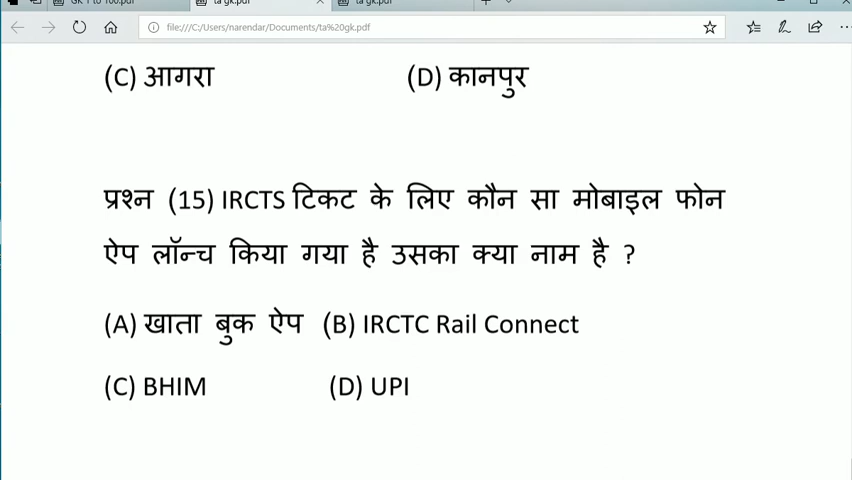 GK 1 to 100.pdf ta gk.pdf ta gk.pdf
file:///C:/Users/narendar/Documents/ta%20gk.pdf
(C) आगरा (D) कानपुर
प्रश्न (15) IRCTS टिकट के लिए कौन सा मोबाइल फोन
ऐप लॉन्च किया गया है उसका क्या नाम है ?
(A) खाता बुक ऐप (B) IRCTC Rail Connect
(C) BHIM (D) UPI